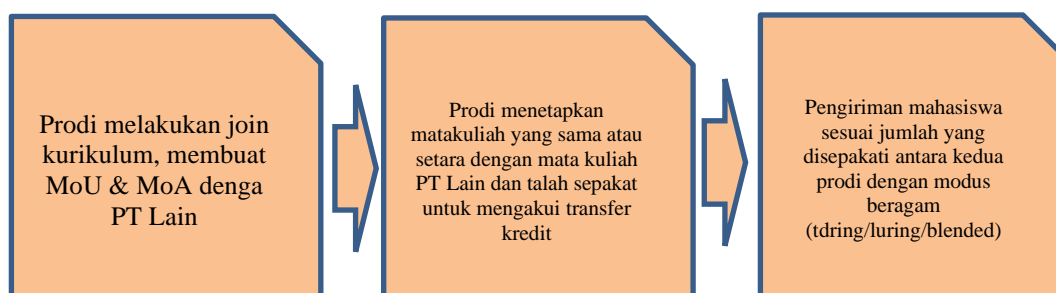 Prodi melakukan join
kurikulum, membuat
MoU & MoA denga
PT Lain
Prodi menetapkan
matakuliah yang sama atau
setara dengan mata kuliah
PT Lain dan talah sepakat
untuk mengakui transfer
kredit
Pengiriman mahasiswa
sesuai jumlah yang
disepakati antara kedua
prodi dengan modus
beragam
(tdring/luring/blended)